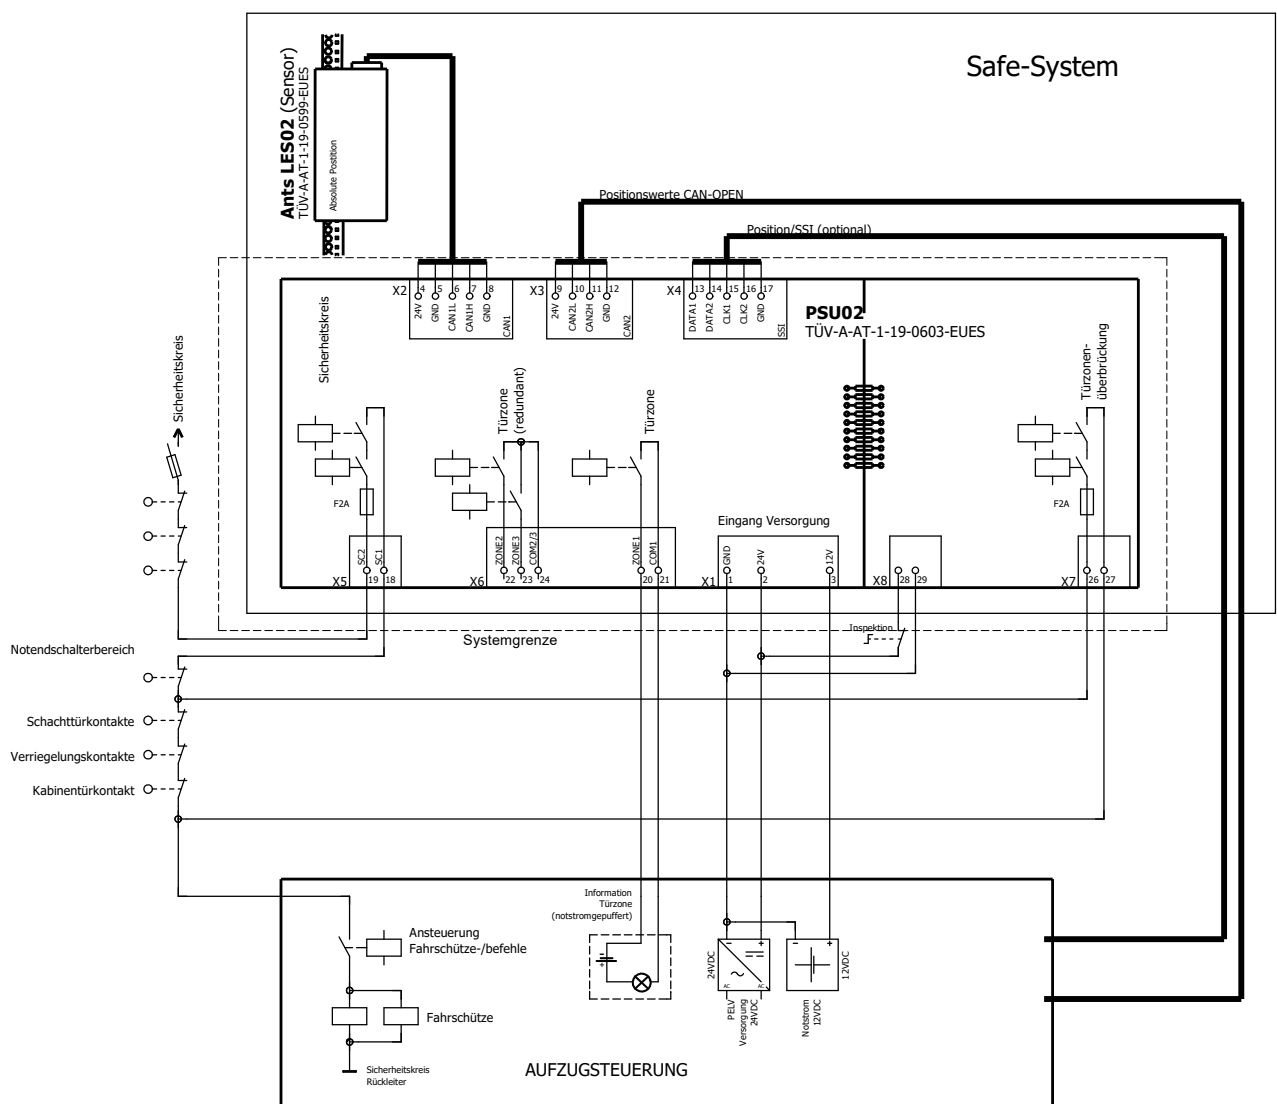 Safe-System
Ants LES02 (Sensor)
TÜV-A-AT-1-19-0599-EUES
Absolute Postition
Positionswerte CAN-OPEN
Position/SSI (optional)
X2 4 5 6 7 8
24V GND CAN1L CAN1H GND CAN1
X3 9 10 11 12
24V CAN2L CAN2H GND CAN2
X4 13 14 15 16 17
DATA1 DATA2 CLK1 CLK2 GND SSI
PSU02
TÜV-A-AT-1-19-0603-EUES
Sicherheitskreis
Sicherheitskreis
Türzone
(redundant)
Türzone
Türzonen-
überbrückung
F2A
F2A
Eingang Versorgung
SC2 SC1
X5 19 18
ZONE2 ZONE3 COM2/3 ZONE1 COM1
X6 22 23 24 20 21
GND 24V 12V
X1 1 2 3
X8 28 29
X7 26 27
Systemgrenze
Inspektion
Notendschalterbereich
Schachttürkontakte
Verriegelungskontakte
Kabinentürkontakt
Information
Türzone
(notstromgepuffert)
Ansteuerung
Fahrschütze-/befehle
Fahrschütze
Sicherheitskreis
Rückleiter
24VDC
− +
AC AC
PELV
Versorgung
24VDC
− +
12VDC
Notstrom
12VDC
− +
AUFZUGSTEUERUNG